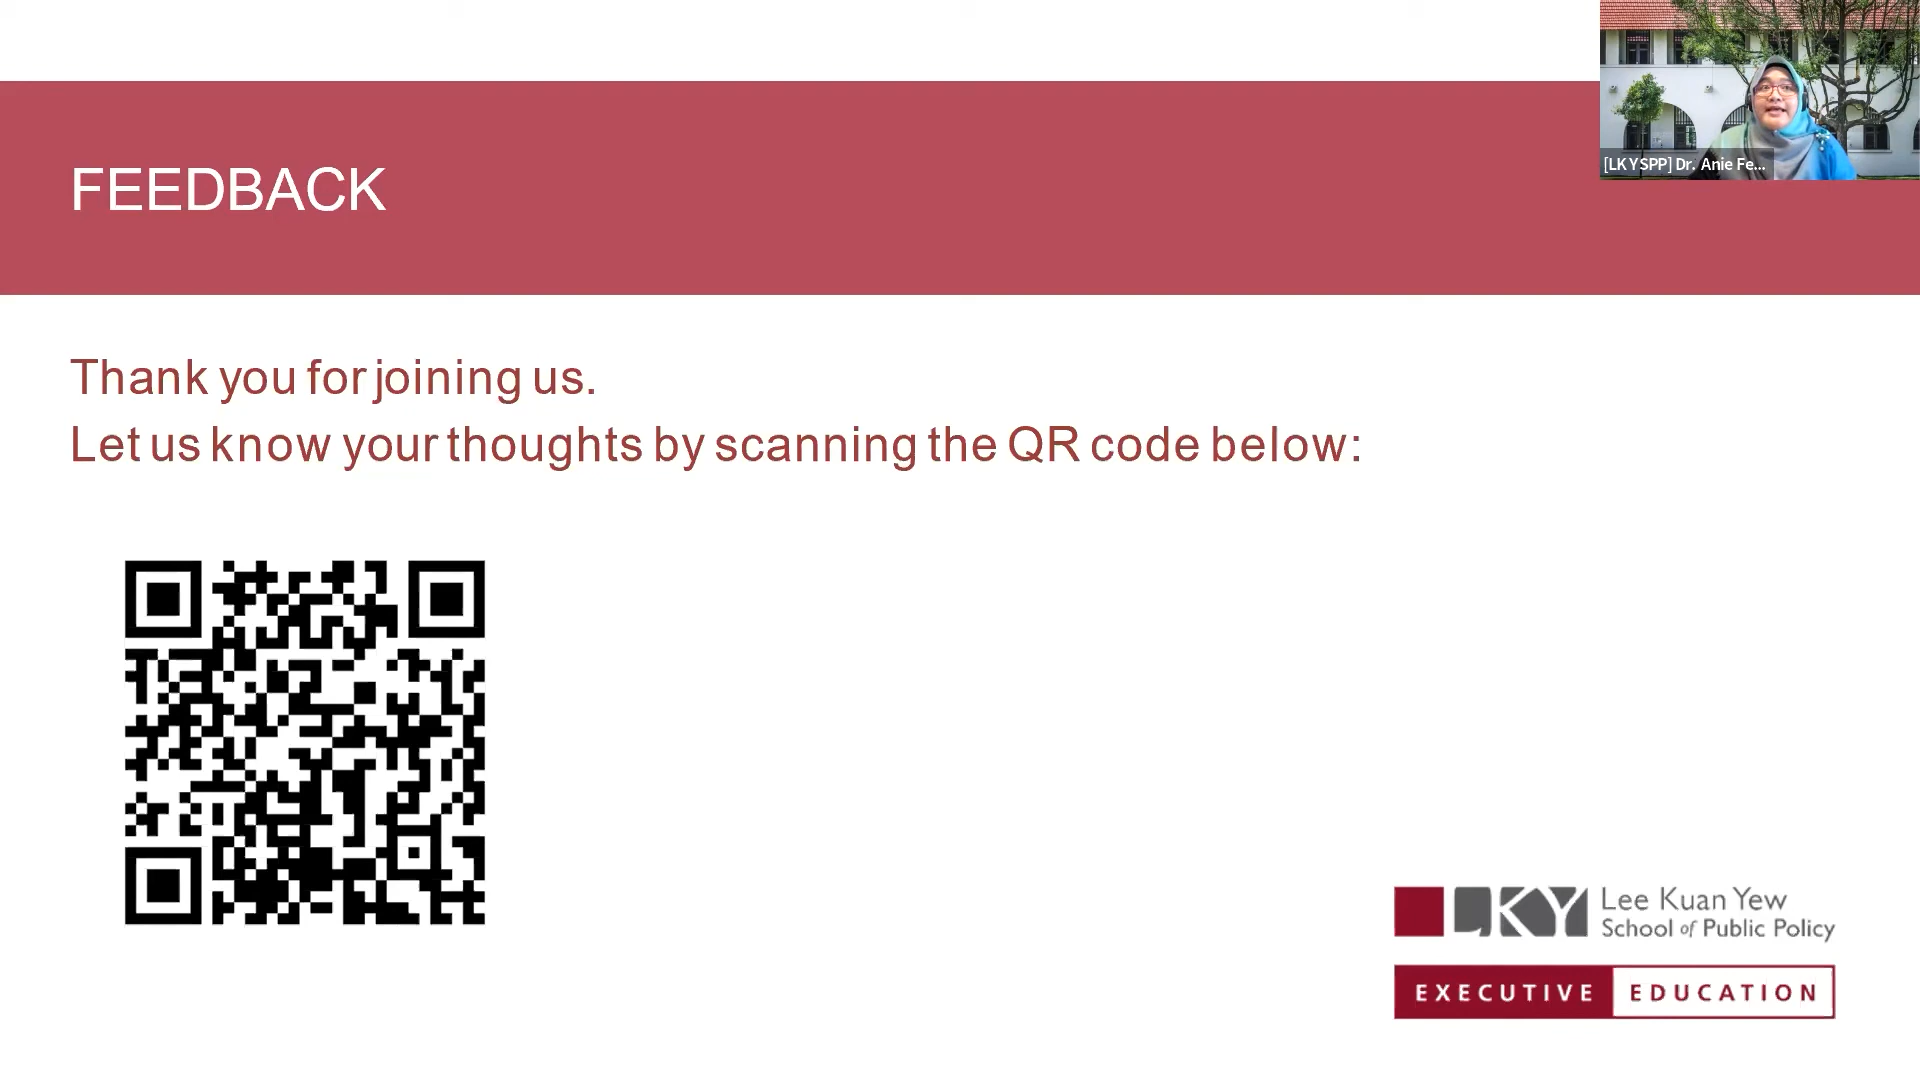 [LKYSPP] Dr. Anie Fe...
FEEDBACK
Thank you for joining us.
Let us know your thoughts by scanning the QR code below:
LKY
Lee Kuan Yew
School of Public Policy
EXECUTIVE EDUCATION